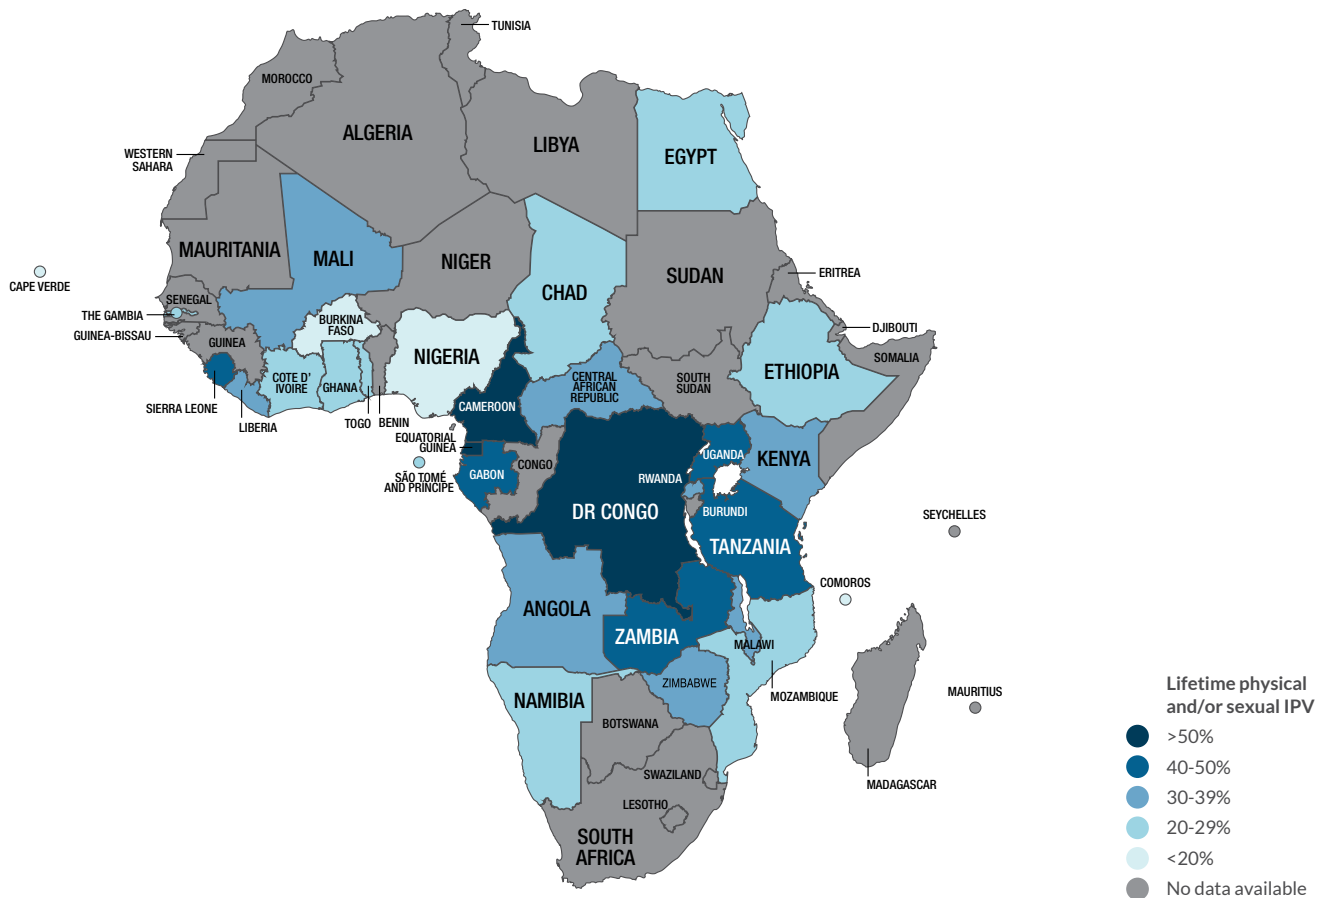 TUNISIA
MOROCCO
ALGERIA
LIBYA
EGYPT
WESTERN
SAHARA
MAURITANIA
MALI
NIGER
CHAD
SUDAN
ERITREA
CAPE VERDE
SENEGAL
THE GAMBIA
GUINEA-BISSAU
GUINEA
BURKINA
FASO
NIGERIA
DJIBOUTI
SOMALIA
ETHIOPIA
SOUTH
SUDAN
CENTRAL
AFRICAN
REPUBLIC
COTE D'
IVOIRE
GHANA
SIERRA LEONE
LIBERIA
TOGO
BENIN
CAMEROON
EQUATORIAL
GUINEA
SÃO TOMÉ
AND PRÍNCIPE
GABON
CONGO
UGANDA
KENYA
RWANDA
BURUNDI
DR CONGO
TANZANIA
SEYCHELLES
COMOROS
ANGOLA
ZAMBIA
MALAWI
ZIMBABWE
MOZAMBIQUE
NAMIBIA
BOTSWANA
MAURITIUS
MADAGASCAR
SWAZILAND
LESOTHO
SOUTH
AFRICA
Lifetime physical
and/or sexual IPV
>50%
40-50%
30-39%
20-29%
<20%
No data available